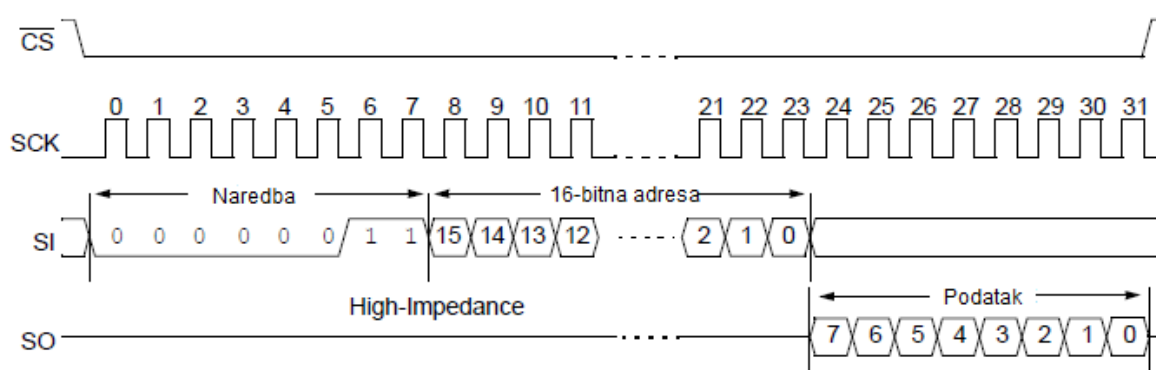 CS
0 1 2 3 4 5 6 7 8 9 10 11 21 22 23 24 25 26 27 28 29 30 31
SCK
Naredba 16-bitna adresa
SI 0 0 0 0 0 0 1 1 15 14 13 12 2 1 0
High-Impedance Podatak
SO 7 6 5 4 3 2 1 0